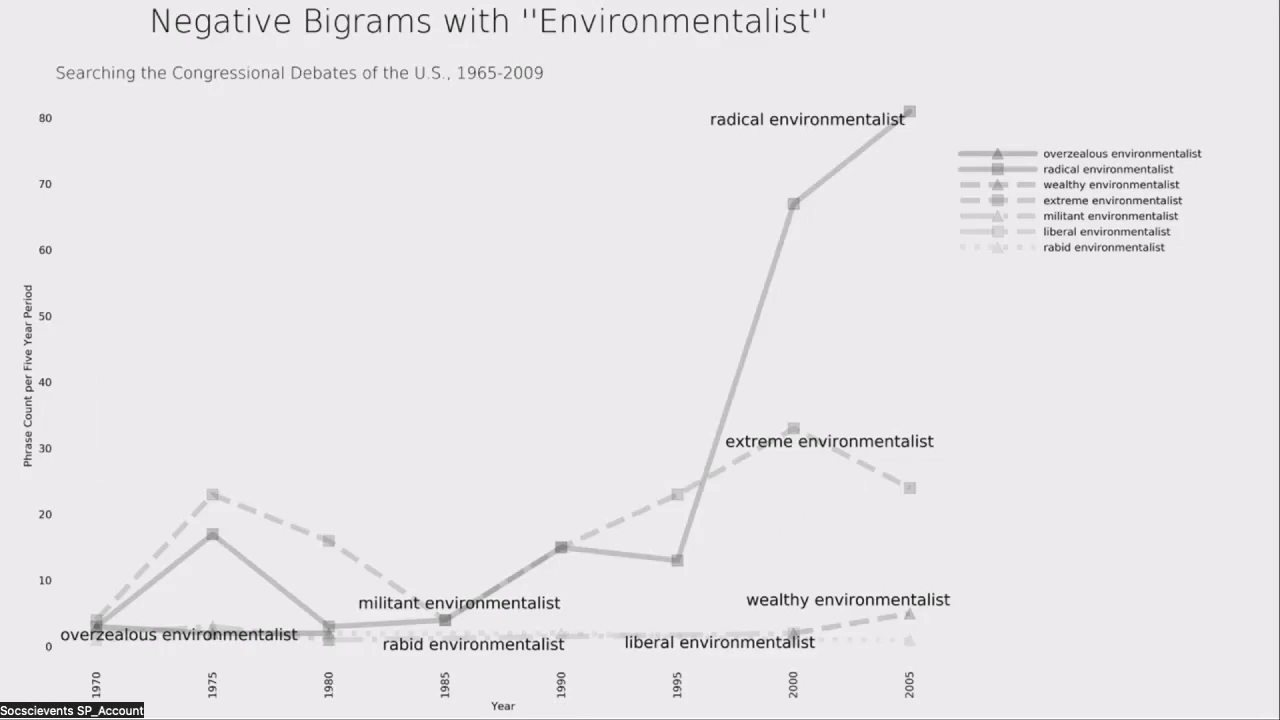 Negative Bigrams with ''Environmentalist''
Searching the Congressional Debates of the U.S., 1965-2009
radical environmentalist
extreme environmentalist
militant environmentalist
wealthy environmentalist
overzealous environmentalist
rabid environmentalist
liberal environmentalist
overzealous environmentalist
radical environmentalist
wealthy environmentalist
extreme environmentalist
militant environmentalist
liberal environmentalist
rabid environmentalist
Phrase Count per Five Year Period
80
70
60
50
40
30
20
10
0
1970
1975
1980
1985
1990
1995
2000
2005
Year
Socscievents SP_Account